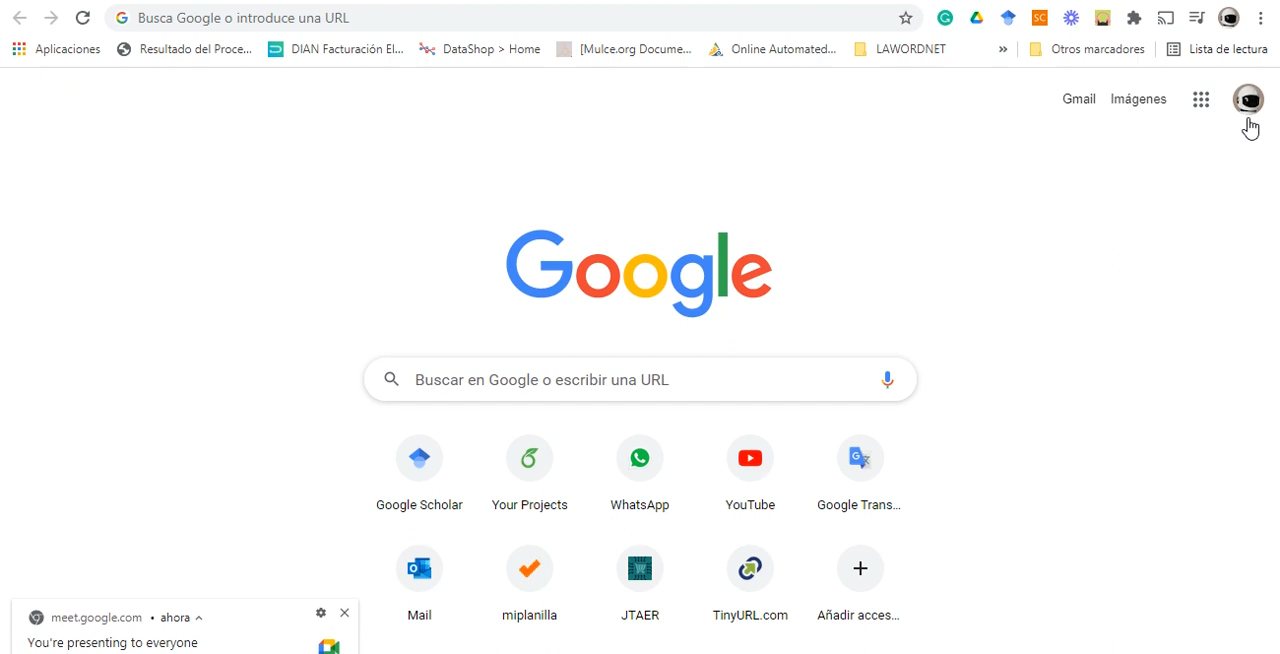 Busca Google o introduce una URL
SC
Aplicaciones Resultado del Proce... DIAN Facturación El... DataShop > Home [Mulce.org Docume... Online Automated... LAWORDNET » Otros marcadores Lista de lectura
Gmail Imágenes
Google
Buscar en Google o escribir una URL
Google Scholar Your Projects WhatsApp YouTube Google Trans...
Mail miplanilla JTAER TinyURL.com Añadir acces...
meet.google.com • ahora
You're presenting to everyone